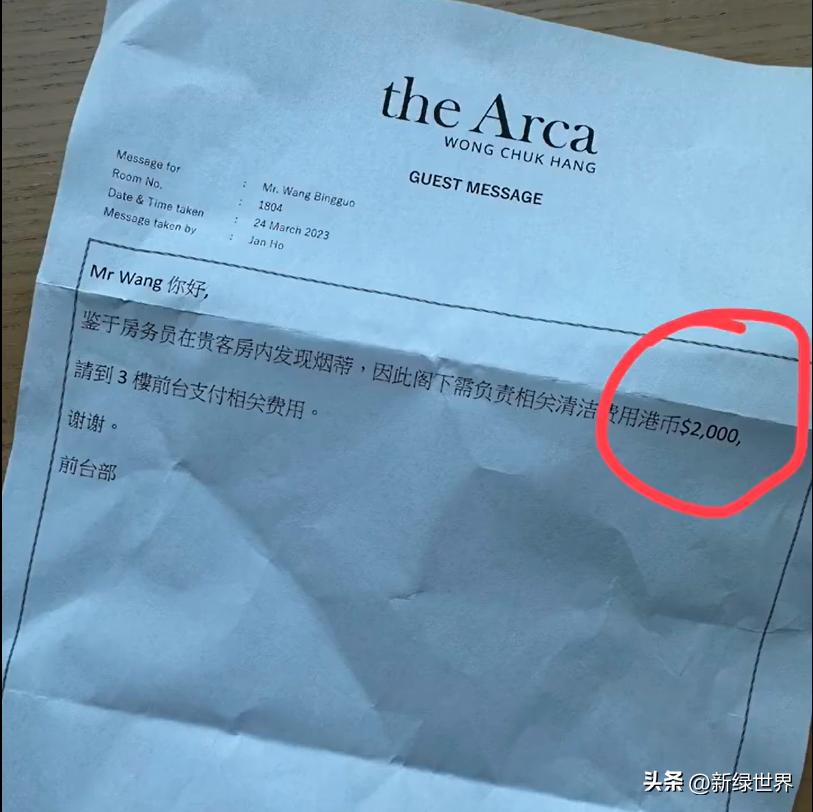 the Arca
WONG CHUK HANG
GUEST MESSAGE
Message for : Mr. Wang Bingguo
Room No. : 1804
Date & Time taken : 24 March 2023
Message taken by : Jan Ho
Mr Wang 你好,
鉴于房务员在贵客房内发现烟蒂，因此阁下需负责相关清洁费用港币$2,000,
請到 3 樓前台支付相关费用。
谢谢。
前台部
头条 @新绿世界